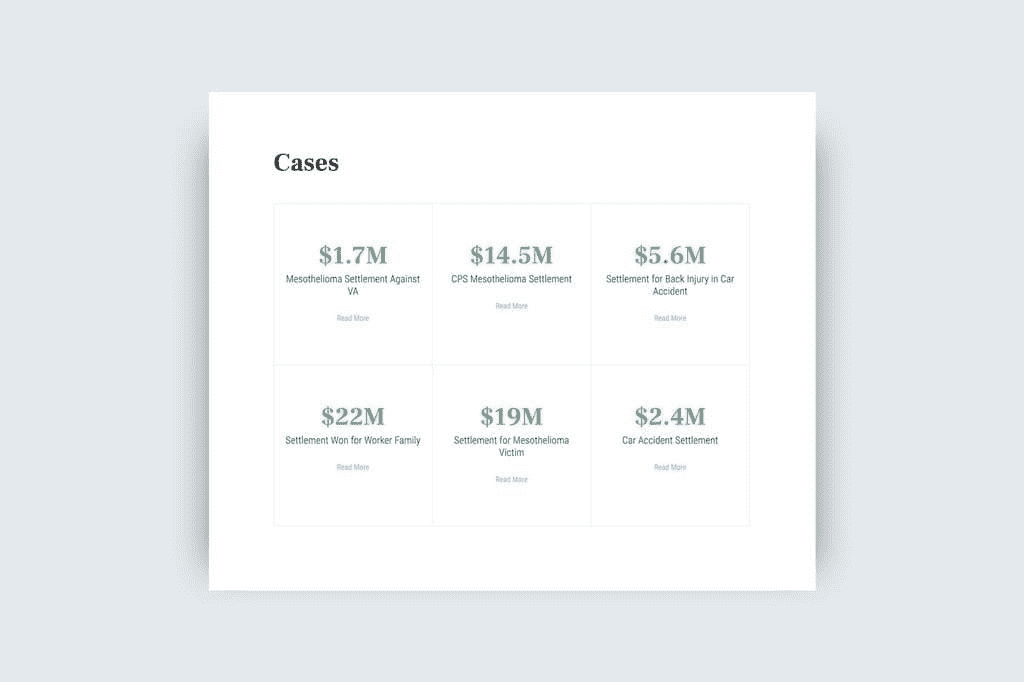 Cases
$1.7M
Mesothelioma Settlement Against
VA
Read More
$14.5M
CPS Mesothelioma Settlement
Read More
$5.6M
Settlement for Back Injury in Car
Accident
Read More
$22M
Settlement Won for Worker Family
Read More
$19M
Settlement for Mesothelioma
Victim
Read More
$2.4M
Car Accident Settlement
Read More